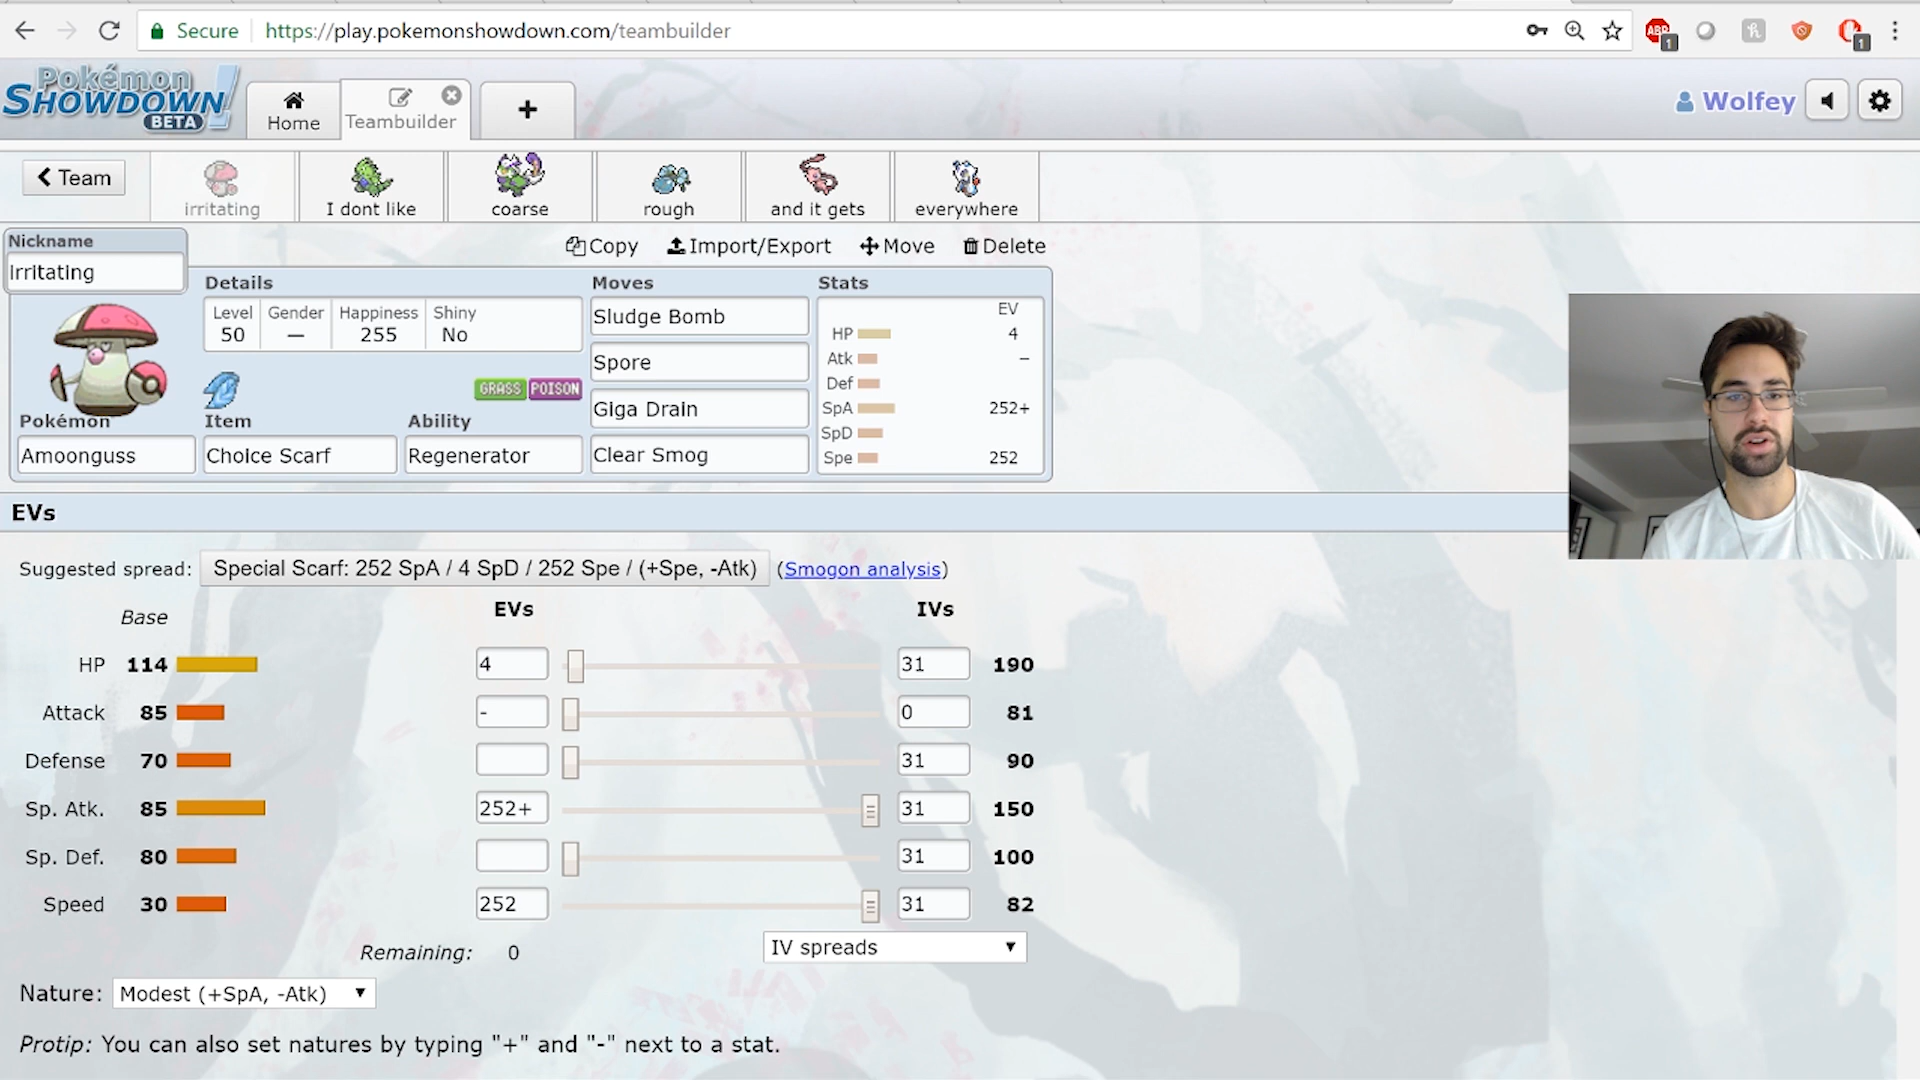 Secure https://play.pokemonshowdown.com/teambuilder
ABP 1 h 1
Pokémon
SHOWDOWN!
BETA
Home
Teambuilder
+
Wolfey
Team
irritating
I dont like
coarse
rough
and it gets
everywhere
Nickname
Irritating
Copy Import/Export Move Delete
Details
Level Gender Happiness Shiny
50 — 255 No
GRASS POISON
Pokémon Item Ability
Amoonguss Choice Scarf Regenerator
Moves
Sludge Bomb
Spore
Giga Drain
Clear Smog
Stats
EV
HP 4
Atk –
Def
SpA 252+
SpD
Spe 252
EVs
Suggested spread: Special Scarf: 252 SpA / 4 SpD / 252 Spe / (+Spe, -Atk) (Smogon analysis)
Base EVs IVs
HP 114 4 31 190
Attack 85 - 0 81
Defense 70 31 90
Sp. Atk. 85 252+ 31 150
Sp. Def. 80 31 100
Speed 30 252 31 82
Remaining: 0 IV spreads
Nature: Modest (+SpA, -Atk)
Protip: You can also set natures by typing "+" and "-" next to a stat.